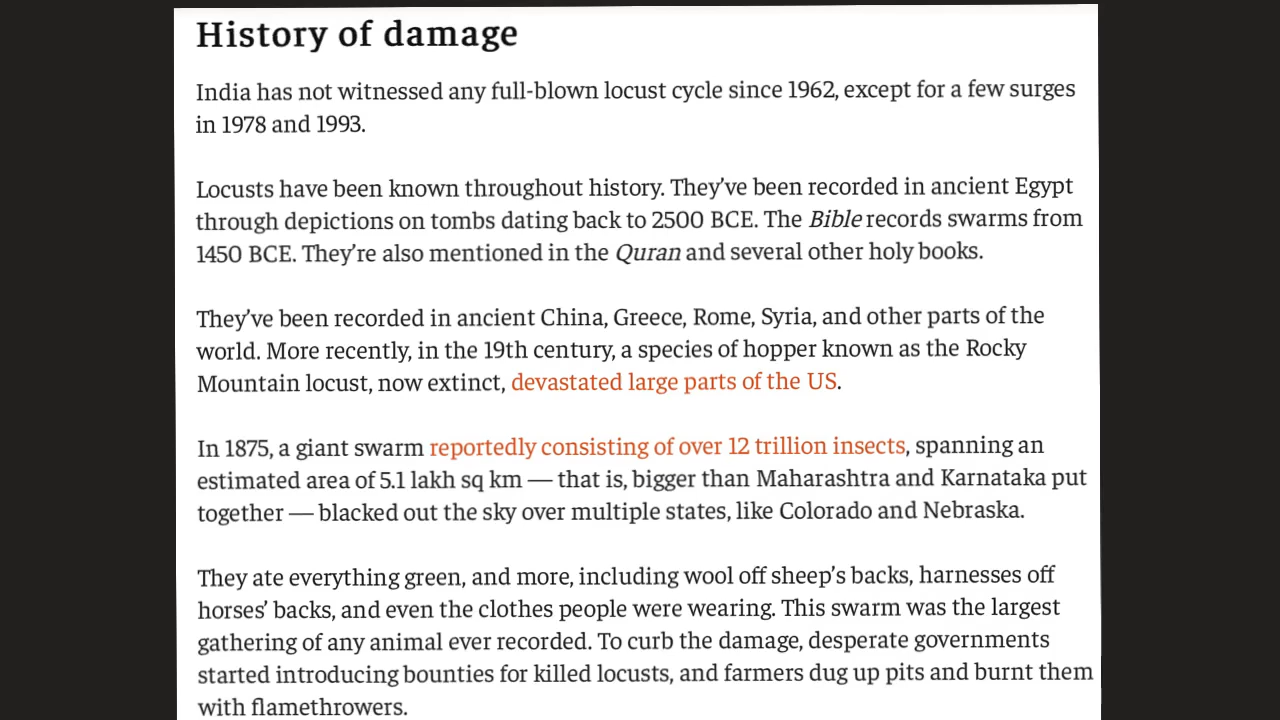 History of damage
India has not witnessed any full-blown locust cycle since 1962, except for a few surges
in 1978 and 1993.
Locusts have been known throughout history. They’ve been recorded in ancient Egypt
through depictions on tombs dating back to 2500 BCE. The Bible records swarms from
1450 BCE. They’re also mentioned in the Quran and several other holy books.
They’ve been recorded in ancient China, Greece, Rome, Syria, and other parts of the
world. More recently, in the 19th century, a species of hopper known as the Rocky
Mountain locust, now extinct, devastated large parts of the US.
In 1875, a giant swarm reportedly consisting of over 12 trillion insects, spanning an
estimated area of 5.1 lakh sq km — that is, bigger than Maharashtra and Karnataka put
together — blacked out the sky over multiple states, like Colorado and Nebraska.
They ate everything green, and more, including wool off sheep’s backs, harnesses off
horses’ backs, and even the clothes people were wearing. This swarm was the largest
gathering of any animal ever recorded. To curb the damage, desperate governments
started introducing bounties for killed locusts, and farmers dug up pits and burnt them
with flamethrowers.